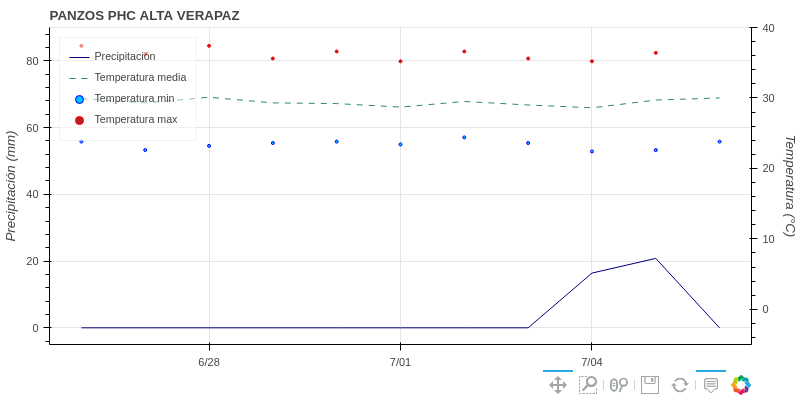 PANZOS PHC ALTA VERAPAZ
Precipitación
Temperatura media
Temperatura min
Temperatura max
Precipitación (mm)
80
60
40
20
0
Temperatura (°C)
40
30
20
10
0
6/28
7/01
7/04